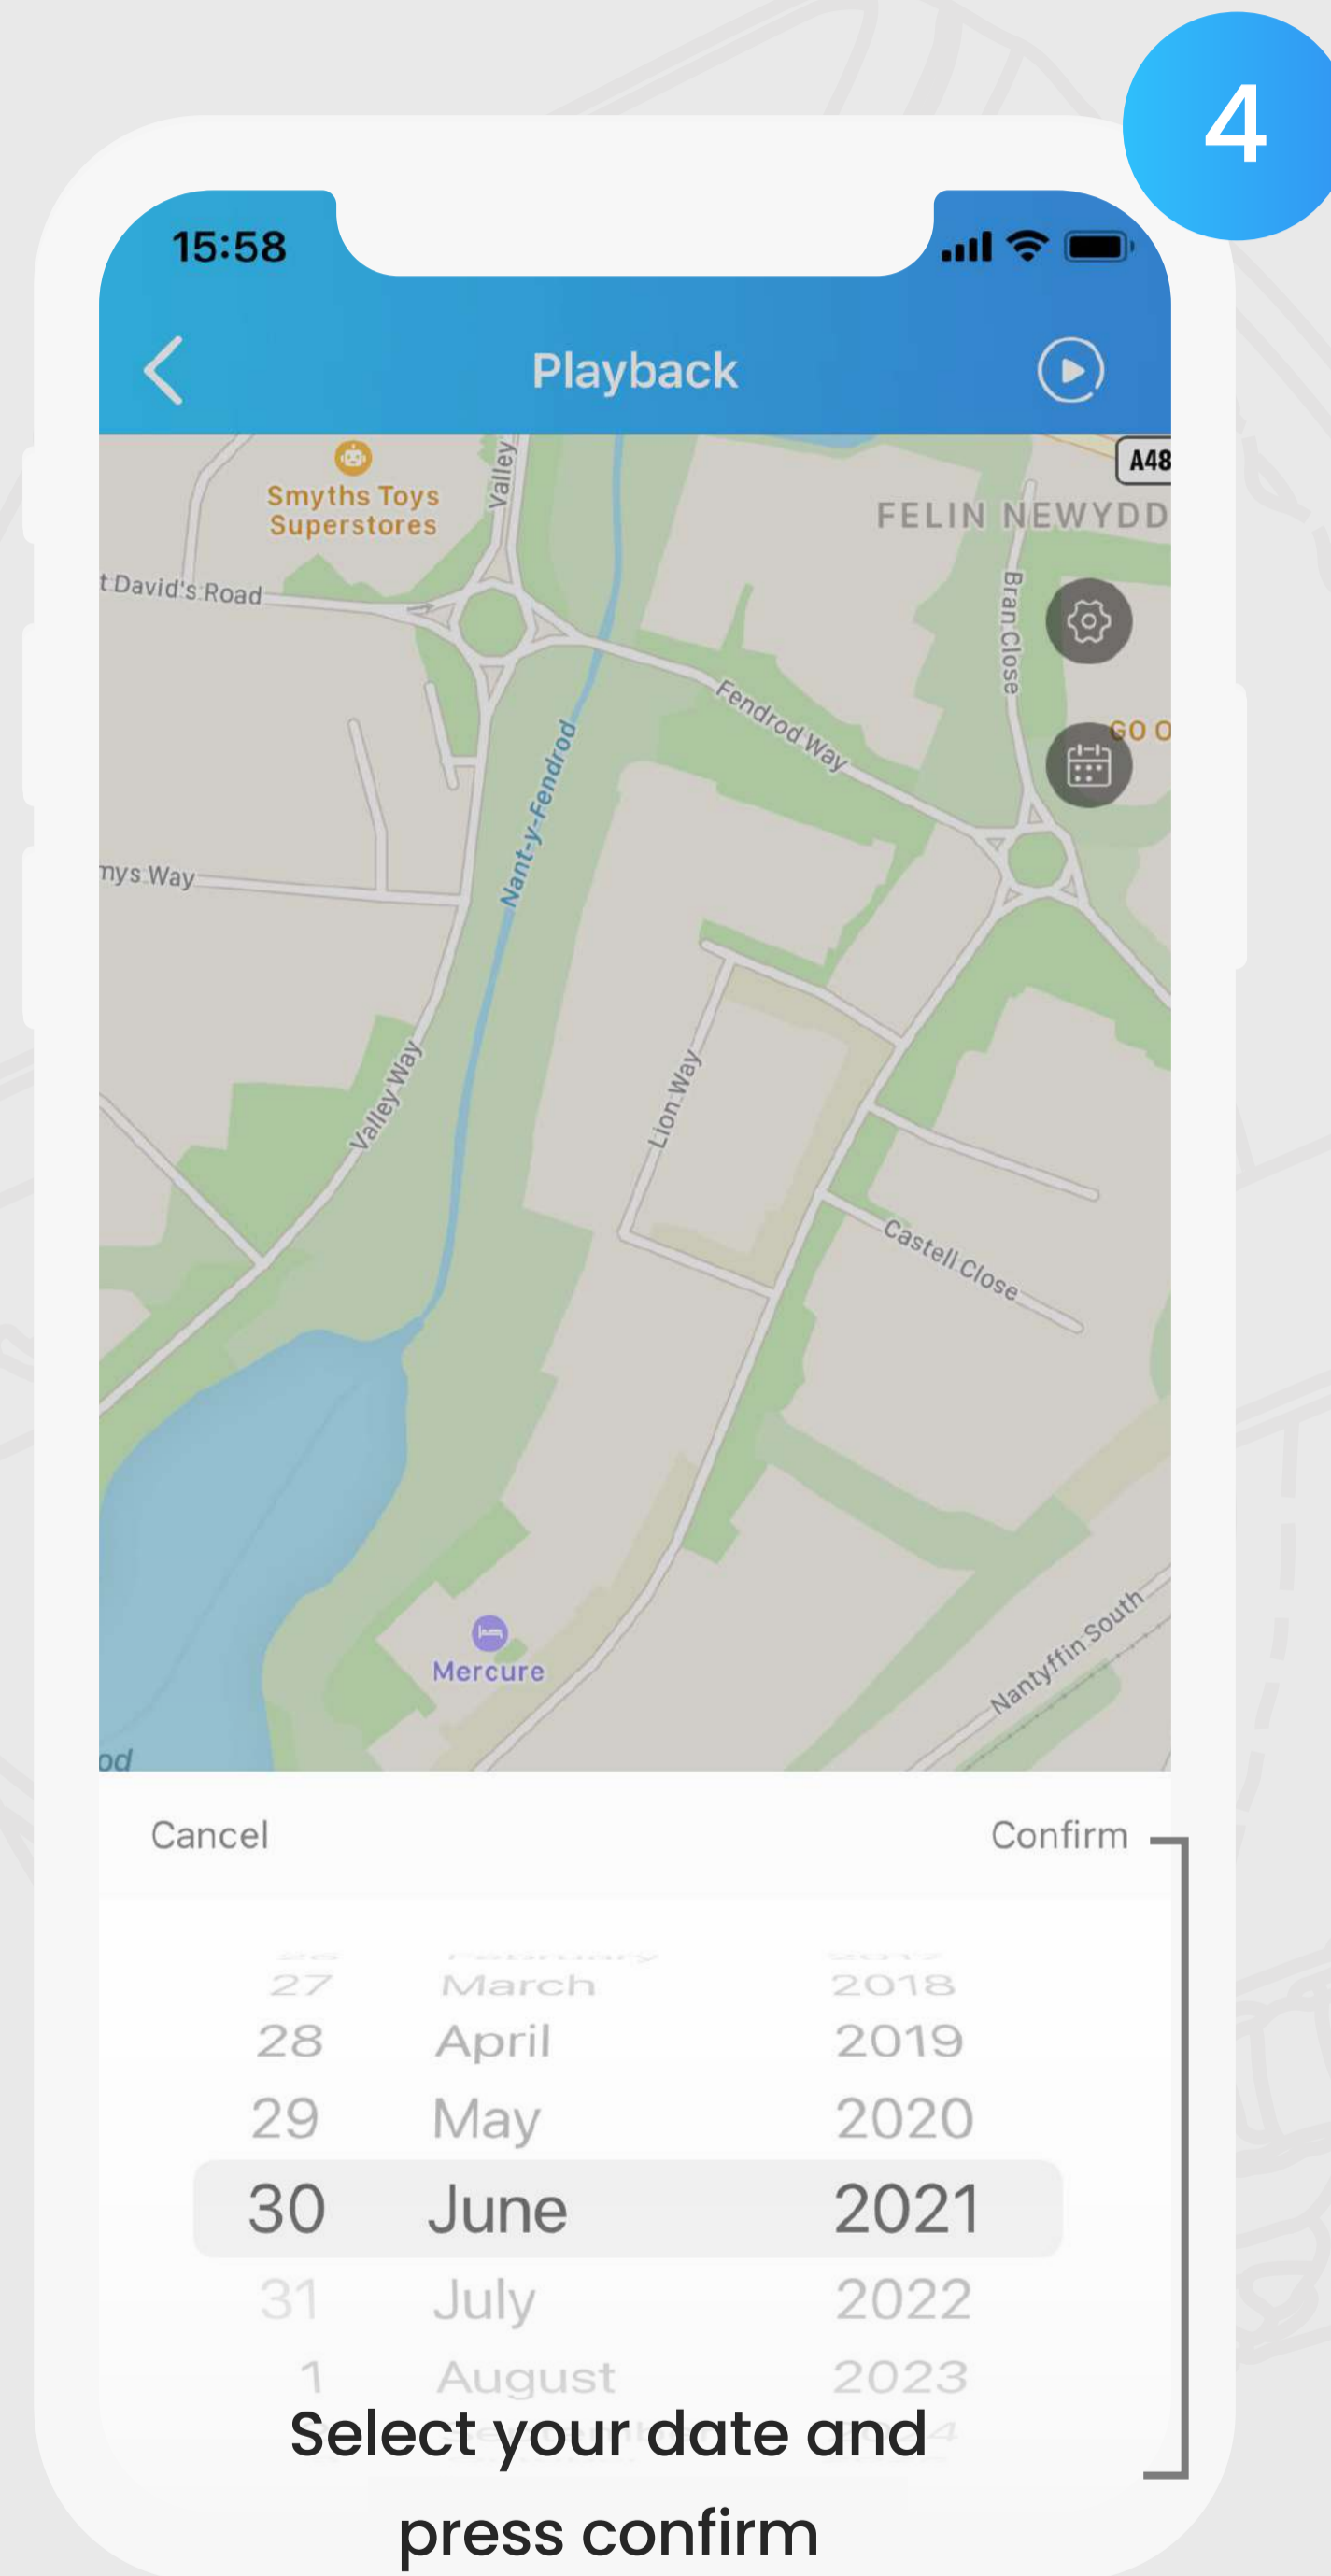 4
15:58
Playback
A48
Smyths Toys
Superstores
Valley
FELIN NEWYDD
t David's Road
Bran Close
Fendrod Way
GO O
Nant-y-Fendrod
mys Way
Valley Way
Lion Way
Castell Close
Nantyffin South
Mercure
od
Cancel Confirm
26 February 2017
27 March 2018
28 April 2019
29 May 2020
30 June 2021
31 July 2022
1 August 2023
Select your date and
press confirm